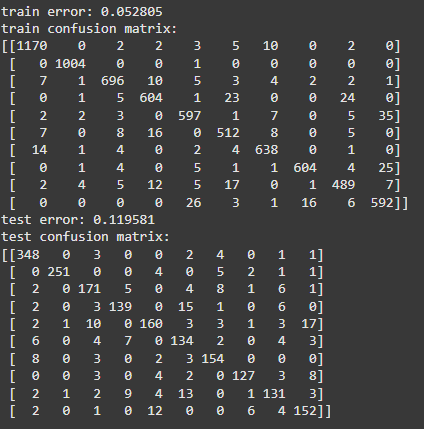 train error: 0.052805
train confusion matrix:
[[1170 0 2 2 3 5 10 0 2 0]
[ 0 1004 0 0 1 0 0 0 0 0]
[ 7 1 696 10 5 3 4 2 2 1]
[ 0 1 5 604 1 23 0 0 24 0]
[ 2 2 3 0 597 1 7 0 5 35]
[ 7 0 8 16 0 512 8 0 5 0]
[ 14 1 4 0 2 4 638 0 1 0]
[ 0 1 4 0 5 1 1 604 4 25]
[ 2 4 5 12 5 17 0 1 489 7]
[ 0 0 0 0 26 3 1 16 6 592]]
test error: 0.119581
test confusion matrix:
[[348 0 3 0 0 2 4 0 1 1]
[ 0 251 0 0 4 0 5 2 1 1]
[ 2 0 171 5 0 4 8 1 6 1]
[ 2 0 3 139 0 15 1 0 6 0]
[ 2 1 10 0 160 3 3 1 3 17]
[ 6 0 4 7 0 134 2 0 4 3]
[ 8 0 3 0 2 3 154 0 0 0]
[ 0 0 3 0 4 2 0 127 3 8]
[ 2 1 2 9 4 13 0 1 131 3]
[ 2 0 1 0 12 0 0 6 4 152]]